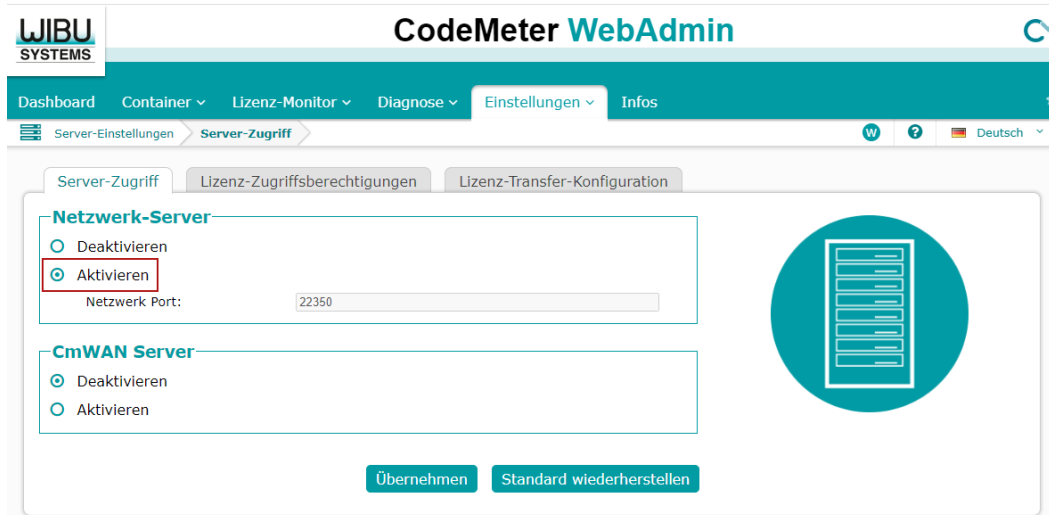 WIBU
SYSTEMS
CodeMeter WebAdmin
Dashboard Container Lizenz-Monitor Diagnose Einstellungen Infos
Server-Einstellungen Server-Zugriff W ? Deutsch
Server-Zugriff Lizenz-Zugriffsberechtigungen Lizenz-Transfer-Konfiguration
Netzwerk-Server
Deaktivieren
Aktivieren
Netzwerk Port: 22350
CmWAN Server
Deaktivieren
Aktivieren
Übernehmen Standard wiederherstellen